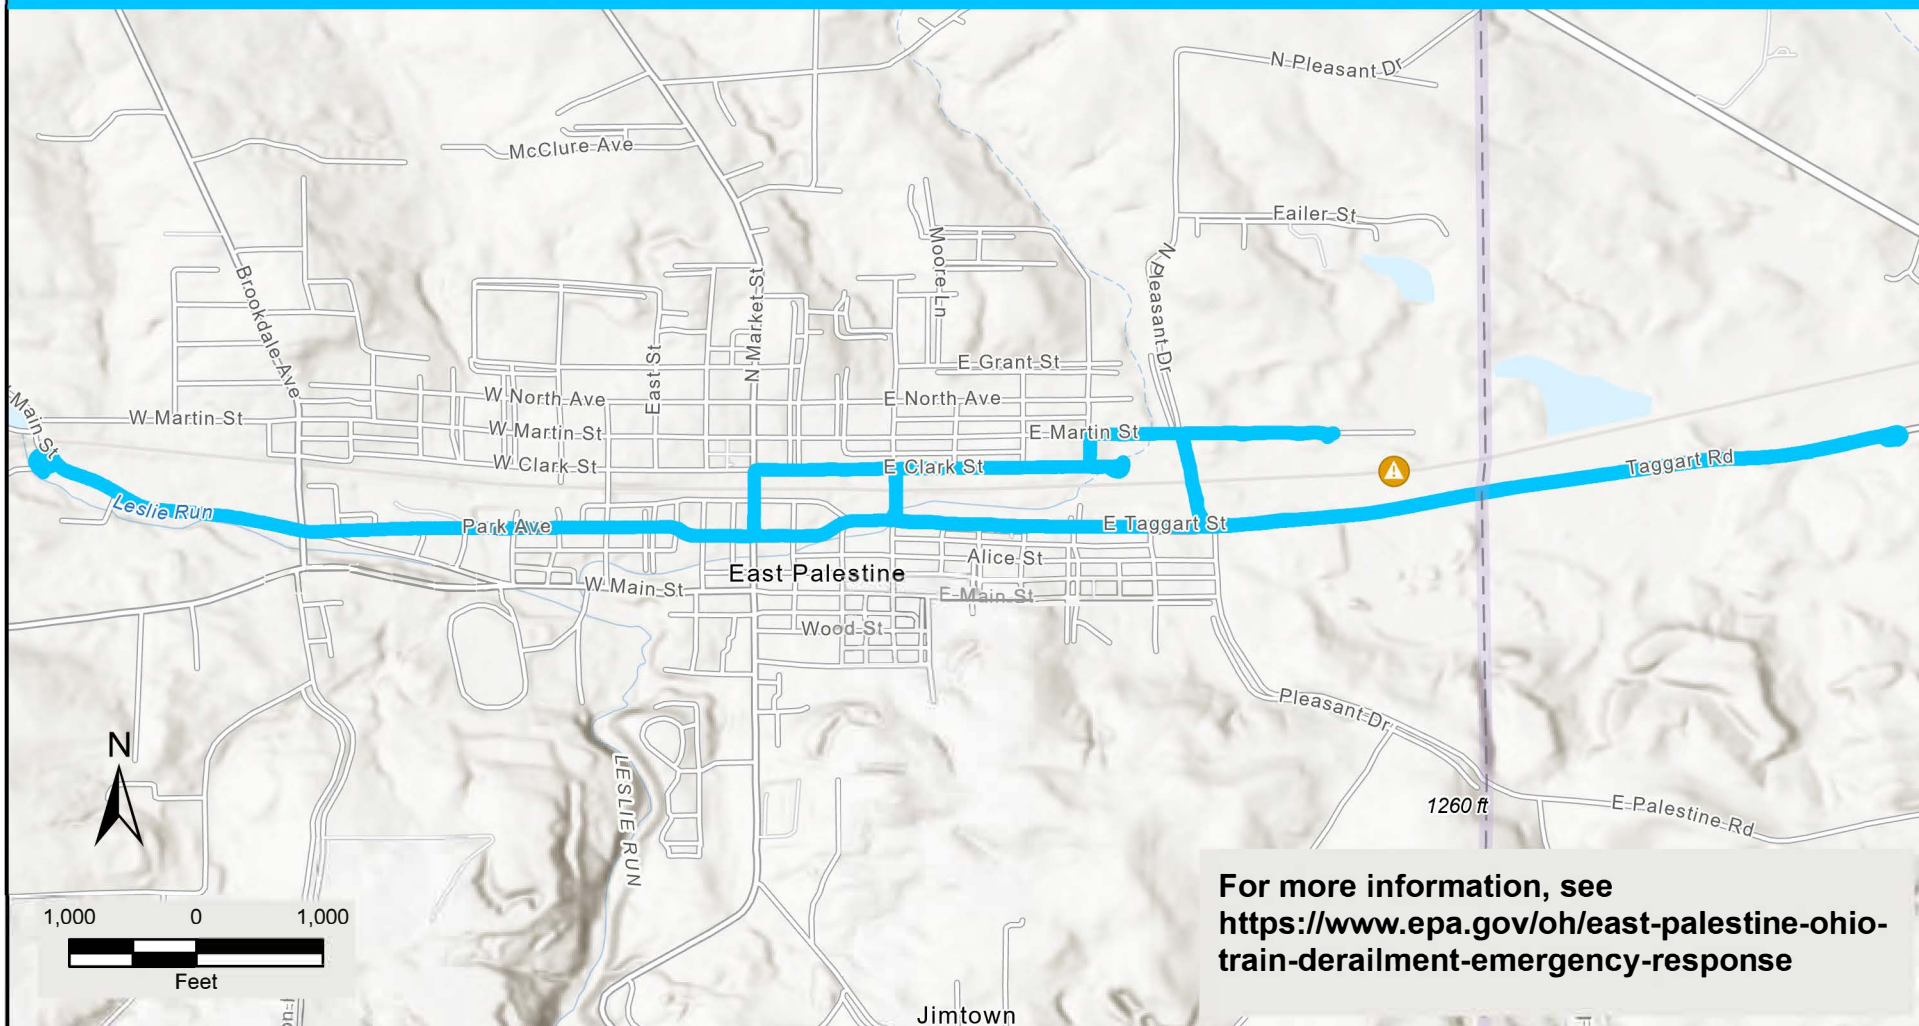 N Pleasant Dr
McClure Ave
Failer St
Moore Ln
N Pleasant Dr
Brookdale Ave
N Market St
East St
E Grant St
W North Ave
E North Ave
Main St
W Martin St
W Martin St
E Martin St
W Clark St
E Clark St
Taggart Rd
Leslie Run
Park Ave
E Taggart St
Alice St
East Palestine
W Main St
E Main St
Wood St
Pleasant Dr
N
LESLIE RUN
1260 ft
E Palestine Rd
For more information, see
https://www.epa.gov/oh/east-palestine-ohio-
train-derailment-emergency-response
1,000 0 1,000
Feet
Jimtown